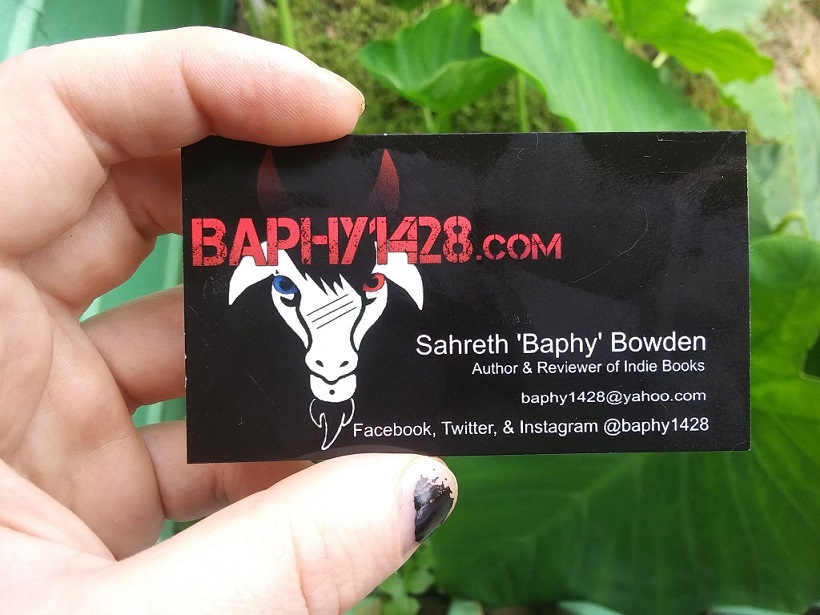 BAPHY1428.COM
Sahreth 'Baphy' Bowden
Author & Reviewer of Indie Books
baphy1428@yahoo.com
Facebook, Twitter, & Instagram @baphy1428